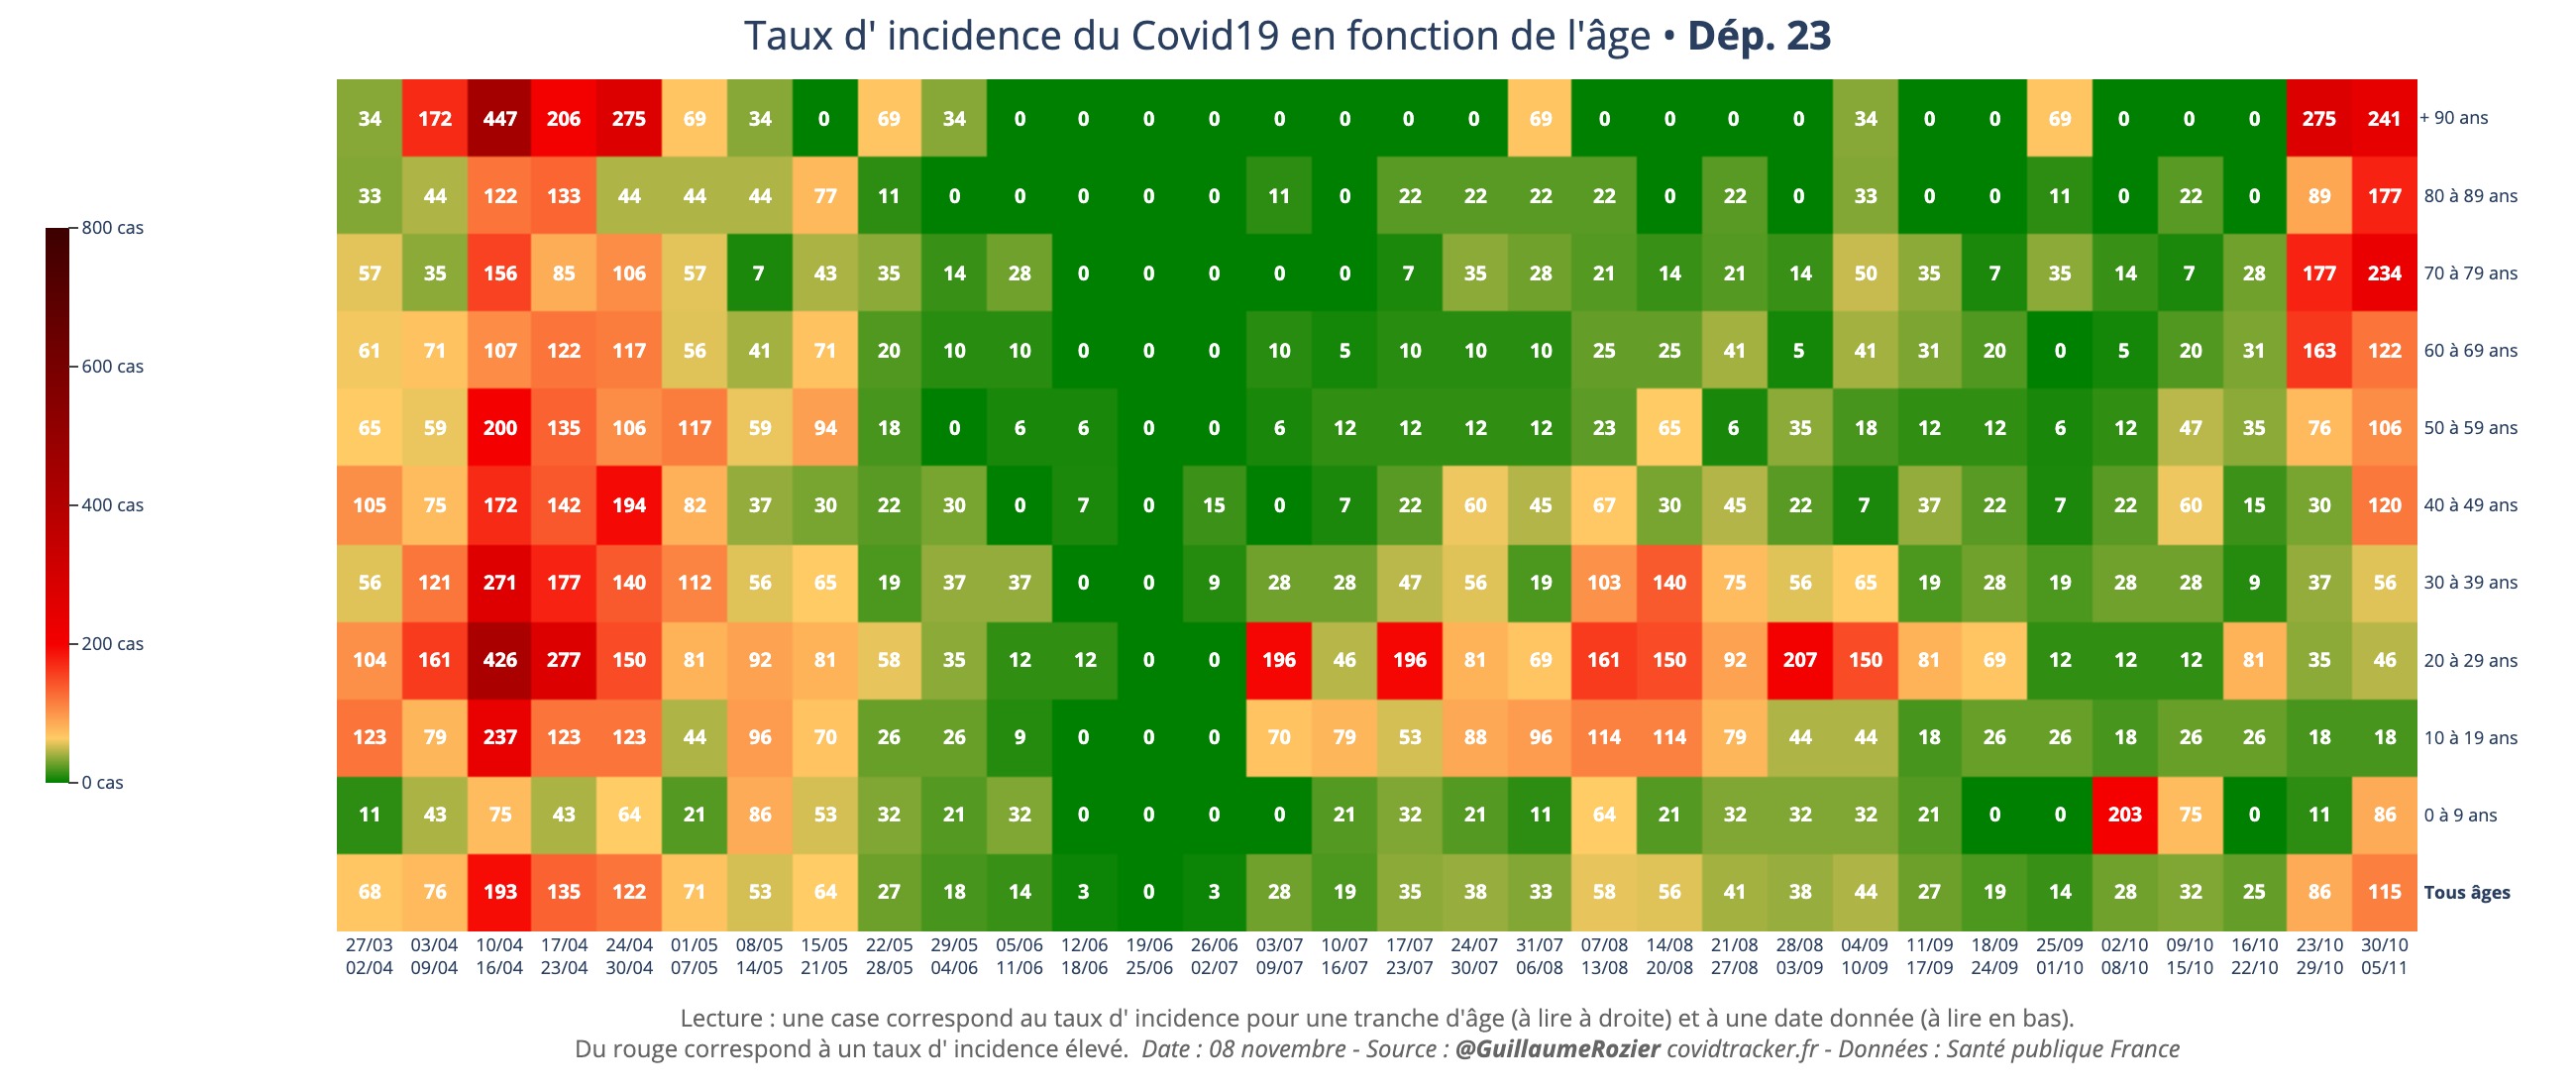 Taux d' incidence du Covid19 en fonction de l'âge • Dép. 23
34 172 447 206 275 69 34 0 69 34 0 0 0 0 0 0 0 0 69 0 0 0 0 34 0 0 69 0 0 0 275 241 + 90 ans
33 44 122 133 44 44 44 77 11 0 0 0 0 0 11 0 22 22 22 22 0 22 0 33 0 0 11 0 22 0 89 177 80 à 89 ans
57 35 156 85 106 57 7 43 35 14 28 0 0 0 0 0 7 35 28 21 14 21 14 50 35 7 35 14 7 28 177 234 70 à 79 ans
61 71 107 122 117 56 41 71 20 10 10 0 0 0 10 5 10 10 10 25 25 41 5 41 31 20 0 5 20 31 163 122 60 à 69 ans
65 59 200 135 106 117 59 94 18 0 6 6 0 0 6 12 12 12 12 23 65 6 35 18 12 12 6 12 47 35 76 106 50 à 59 ans
105 75 172 142 194 82 37 30 22 30 0 7 0 15 0 7 22 60 45 67 30 45 22 7 37 22 7 22 60 15 30 120 40 à 49 ans
56 121 271 177 140 112 56 65 19 37 37 0 0 9 28 28 47 56 19 103 140 75 56 65 19 28 19 28 28 9 37 56 30 à 39 ans
104 161 426 277 150 81 92 81 58 35 12 12 0 0 196 46 196 81 69 161 150 92 207 150 81 69 12 12 12 81 35 46 20 à 29 ans
123 79 237 123 123 44 96 70 26 26 9 0 0 0 70 79 53 88 96 114 114 79 44 44 18 26 26 18 26 26 18 18 10 à 19 ans
11 43 75 43 64 21 86 53 32 21 32 0 0 0 0 21 32 21 11 64 21 32 32 32 21 0 0 203 75 0 11 86 0 à 9 ans
68 76 193 135 122 71 53 64 27 18 14 3 0 3 28 19 35 38 33 58 56 41 38 44 27 19 14 28 32 25 86 115 Tous âges
800 cas
600 cas
400 cas
200 cas
0 cas
27/03 03/04 10/04 17/04 24/04 01/05 08/05 15/05 22/05 29/05 05/06 12/06 19/06 26/06 03/07 10/07 17/07 24/07 31/07 07/08 14/08 21/08 28/08 04/09 11/09 18/09 25/09 02/10 09/10 16/10 23/10 30/10
02/04 09/04 16/04 23/04 30/04 07/05 14/05 21/05 28/05 04/06 11/06 18/06 25/06 02/07 09/07 16/07 23/07 30/07 06/08 13/08 20/08 27/08 03/09 10/09 17/09 24/09 01/10 08/10 15/10 22/10 29/10 05/11
Lecture : une case correspond au taux d' incidence pour une tranche d'âge (à lire à droite) et à une date donnée (à lire en bas).
Du rouge correspond à un taux d' incidence élevé. Date : 08 novembre - Source : @GuillaumeRozier covidtracker.fr - Données : Santé publique France